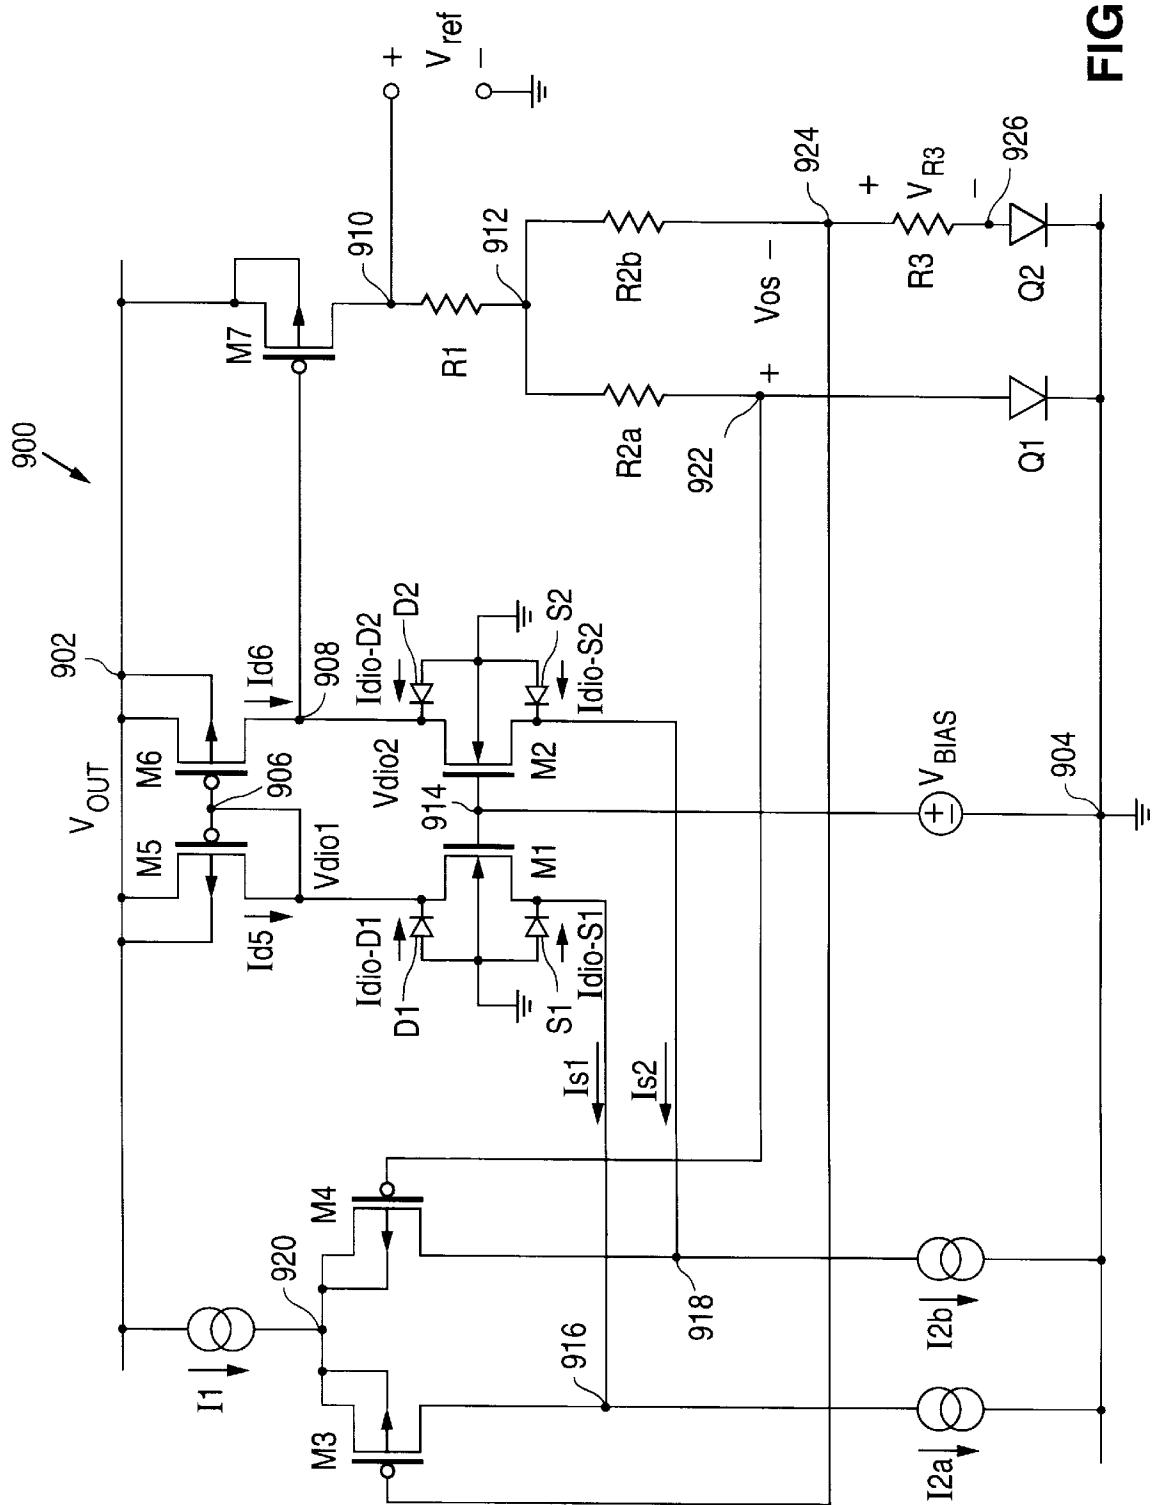 FIG
900
V_OUT
902
I1
920
M3
M4
M5
M6
906
Id5
Id6
908
Vdio1
Vdio2
M7
910
+
V_ref
−
R1
912
R2a
R2b
922
924
+
Vos
−
+
V_R3
−
R3
926
Q1
Q2
Idio-D1
D1
Idio-D2
D2
914
M1
M2
Idio-S1
S1
Idio-S2
S2
Is1
Is2
916
918
I2a
I2b
+
−
V_BIAS
904